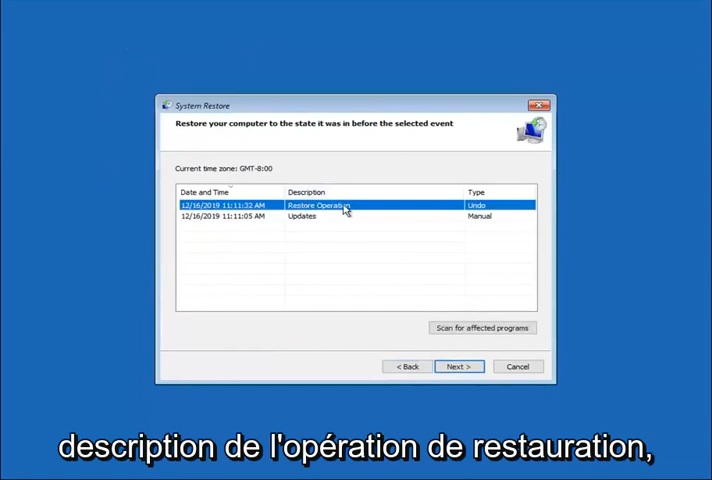 System Restore
Restore your computer to the state it was in before the selected event
Current time zone: GMT-8:00
Date and Time Description Type
12/16/2019 11:11:32 AM Restore Operation Undo
12/16/2019 11:11:05 AM Updates Manual
Scan for affected programs
< Back Next > Cancel
description de l'opération de restauration,